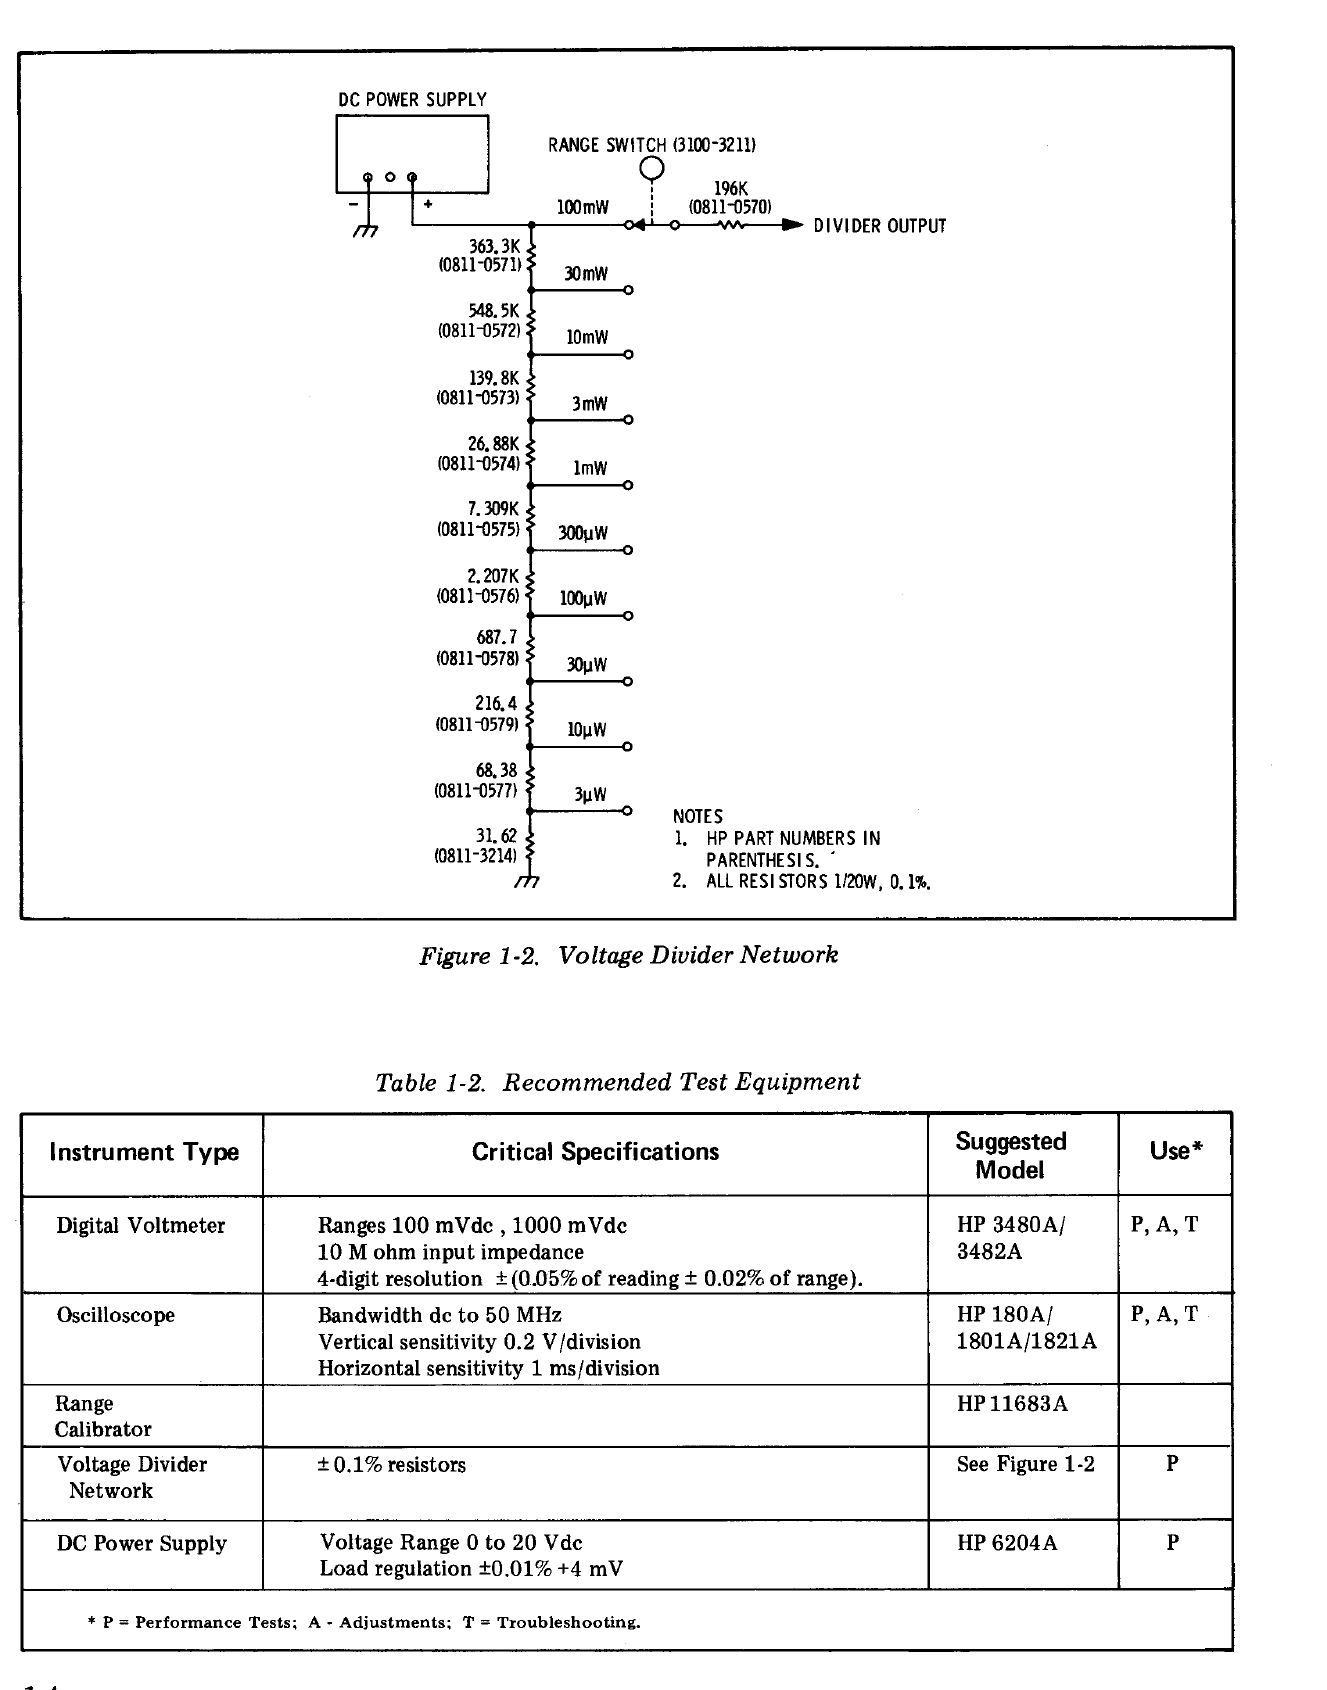 DC POWER SUPPLY
RANGE SWITCH (3100-3211)
196K
(0811-0570)
- +
100mW
DIVIDER OUTPUT
363.3K
(0811-0571)
30mW
548.5K
(0811-0572)
10mW
139.8K
(0811-0573)
3mW
26.88K
(0811-0574)
1mW
7.309K
(0811-0575)
300µW
2.207K
(0811-0576)
100µW
687.7
(0811-0578)
30µW
216.4
(0811-0579)
10µW
68.38
(0811-0577)
3µW
31.62
(0811-3214)
NOTES
1. HP PART NUMBERS IN
PARENTHESIS.
2. ALL RESISTORS 1/20W, 0.1%.
Figure 1-2. Voltage Divider Network
Table 1-2. Recommended Test Equipment
Instrument Type Critical Specifications Suggested Model Use*
Digital Voltmeter Ranges 100 mVdc , 1000 mVdc HP 3480A/ P, A, T
10 M ohm input impedance 3482A
4-digit resolution ±(0.05% of reading ± 0.02% of range).
Oscilloscope Bandwidth dc to 50 MHz HP 180A/ P, A, T
Vertical sensitivity 0.2 V/division 1801A/1821A
Horizontal sensitivity 1 ms/division
Range HP 11683A
Calibrator
Voltage Divider ± 0.1% resistors See Figure 1-2 P
Network
DC Power Supply Voltage Range 0 to 20 Vdc HP 6204A P
Load regulation ±0.01% +4 mV
* P = Performance Tests; A - Adjustments; T = Troubleshooting.